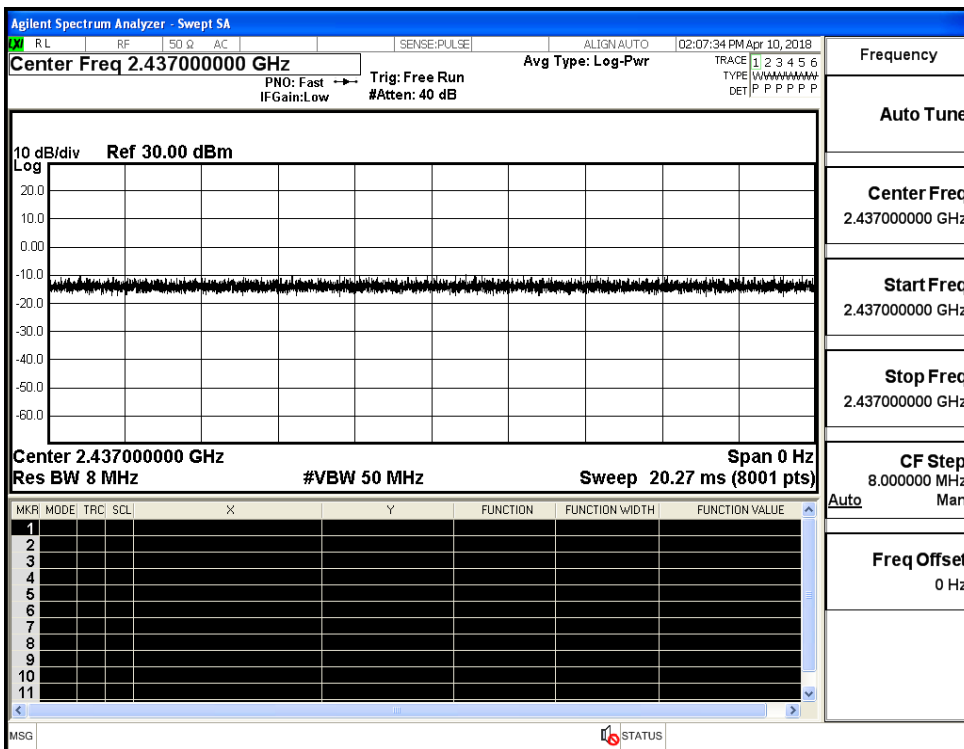 Agilent Spectrum Analyzer - Swept SA
LXI RL RF 50 Ω AC SENSE:PULSE ALIGN AUTO 02:07:34 PM Apr 10, 2018
Center Freq 2.437000000 GHz
PNO: Fast
IFGain:Low
Trig: Free Run
#Atten: 40 dB
Avg Type: Log-Pwr
TRACE 1 2 3 4 5 6
TYPE WWWWWW
DET P P P P P P
10 dB/div Ref 30.00 dBm
Log
20.0
10.0
0.00
-10.0
-20.0
-30.0
-40.0
-50.0
-60.0
Center 2.437000000 GHz Span 0 Hz
Res BW 8 MHz #VBW 50 MHz Sweep 20.27 ms (8001 pts)
MKR MODE TRC SCL X Y FUNCTION FUNCTION WIDTH FUNCTION VALUE
1
2
3
4
5
6
7
8
9
10
11
MSG STATUS
Frequency
Auto Tune
Center Freq
2.437000000 GHz
Start Freq
2.437000000 GHz
Stop Freq
2.437000000 GHz
CF Step
8.000000 MHz
Auto Man
Freq Offset
0 Hz